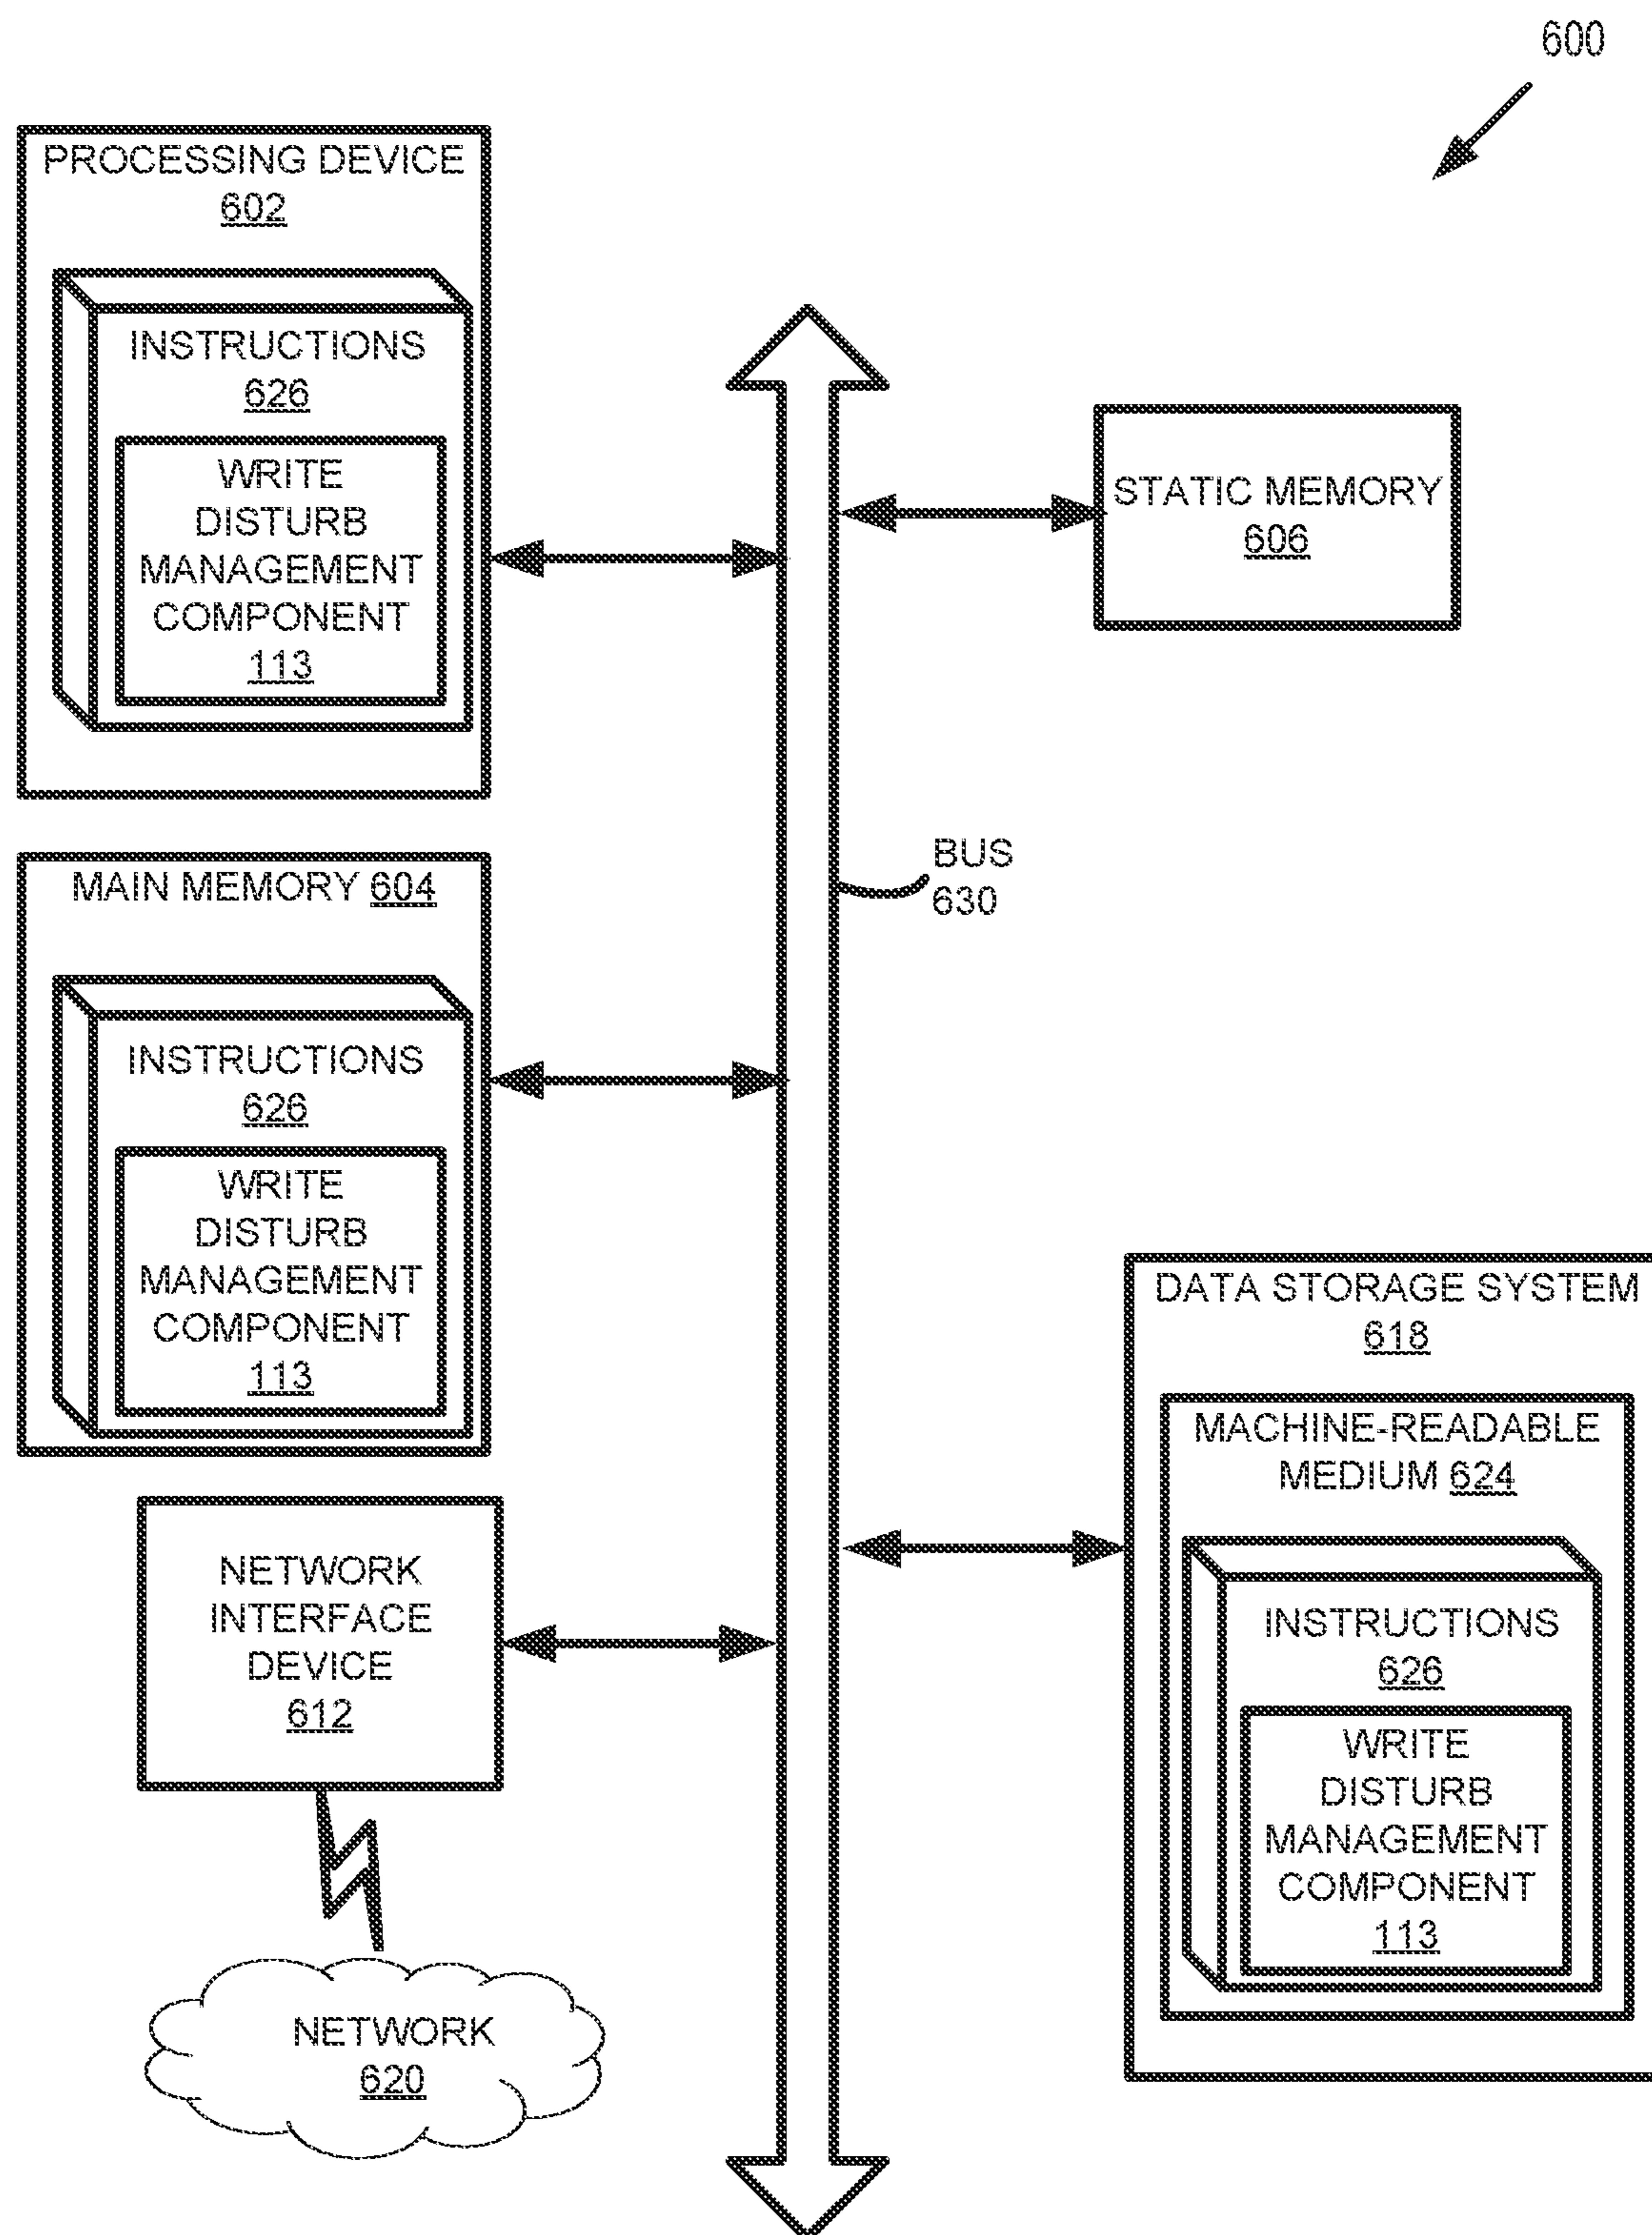 600
PROCESSING DEVICE
602
INSTRUCTIONS
626
WRITE
DISTURB
MANAGEMENT
COMPONENT
113
STATIC MEMORY
606
BUS
630
MAIN MEMORY 604
INSTRUCTIONS
626
WRITE
DISTURB
MANAGEMENT
COMPONENT
113
DATA STORAGE SYSTEM
618
MACHINE-READABLE
MEDIUM 624
INSTRUCTIONS
626
WRITE
DISTURB
MANAGEMENT
COMPONENT
113
NETWORK
INTERFACE
DEVICE
612
NETWORK
620